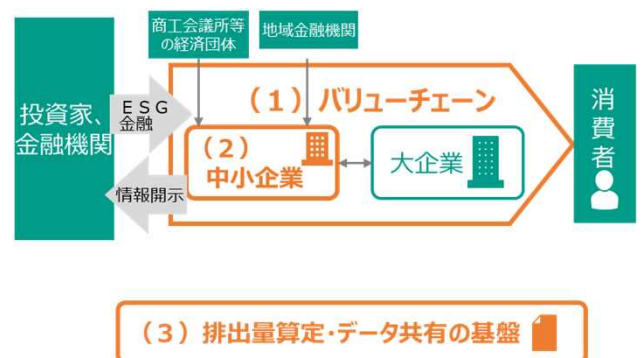 商工会議所等
の経済団体
地域金融機関
投資家、
金融機関
ＥＳＧ
金融
情報開示
（１）バリューチェーン
（２）
中小企業
大企業
消費者
（３）排出量算定・データ共有の基盤